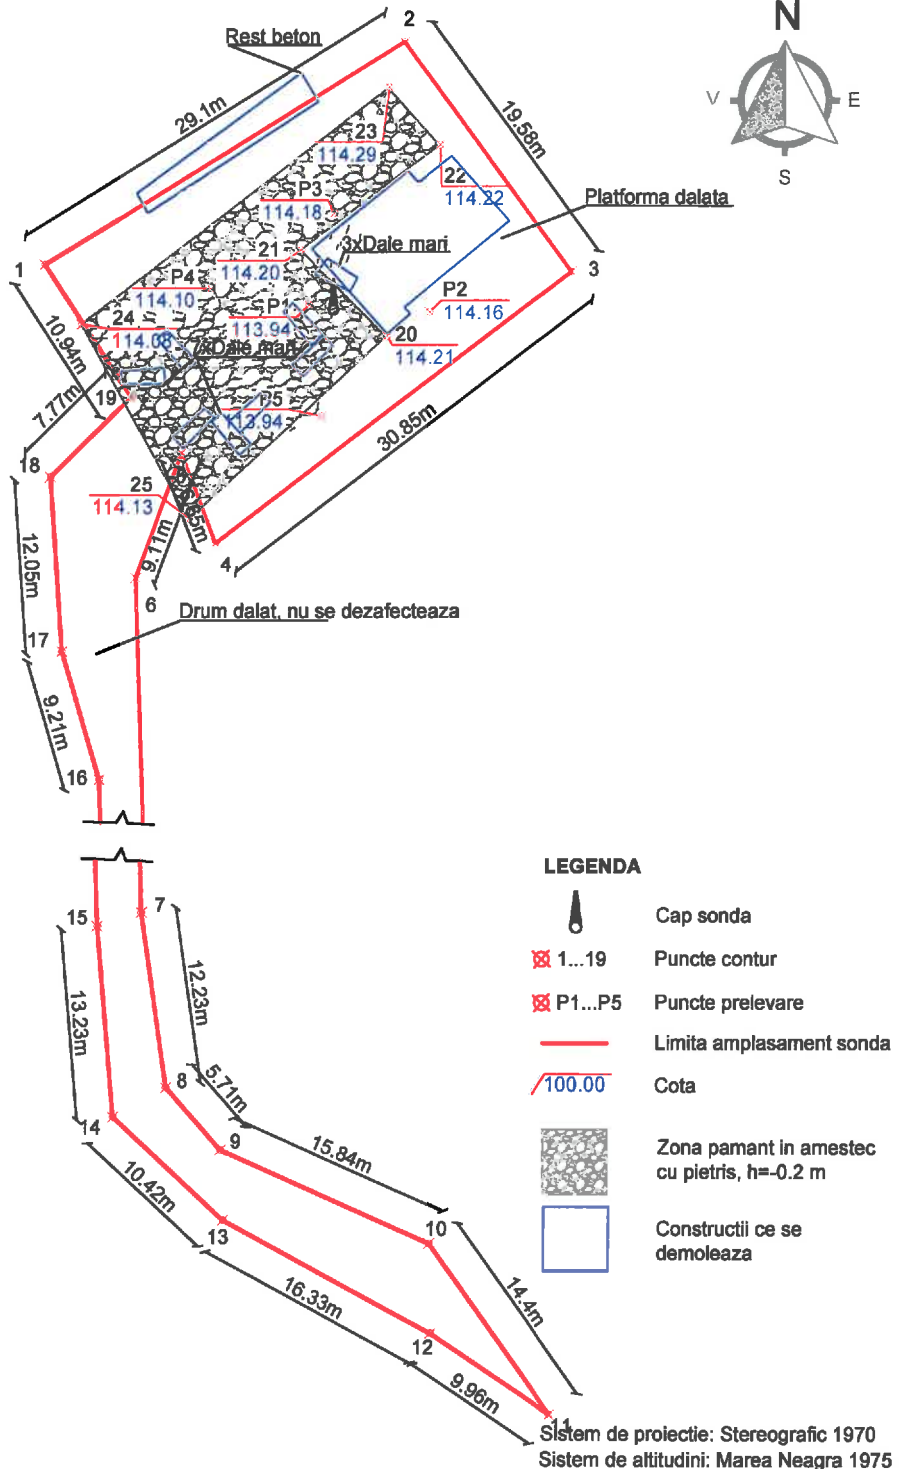 N
V
E
S
2
Rest beton
29.1m
19.58m
23
114.29
22
114.22
P3
114.18
Platforma dalata
21
114.20
3xDale mari
3
1
P4
114.10
P2
114.16
P1
113.94
24
114.08
20
114.21
7xDale mari
10.94m
7.77m
19
P5
113.94
30.85m
18
25
114.13
9.11m
4
12.05m
6
Drum dalat, nu se dezafecteaza
17
9.21m
16
LEGENDA
Cap sonda
1...19 Puncte contur
P1...P5 Puncte prelevare
Limita amplasament sonda
100.00 Cota
Zona pamant in amestec
cu pietris, h=-0.2 m
Constructii ce se
demoleaza
15
7
12.23m
13.23m
8
5.71m
14
9
15.84m
10.42m
13
10
14.4m
16.33m
12
9.96m
11
Sistem de proiectie: Stereografic 1970
Sistem de altitudini: Marea Neagra 1975